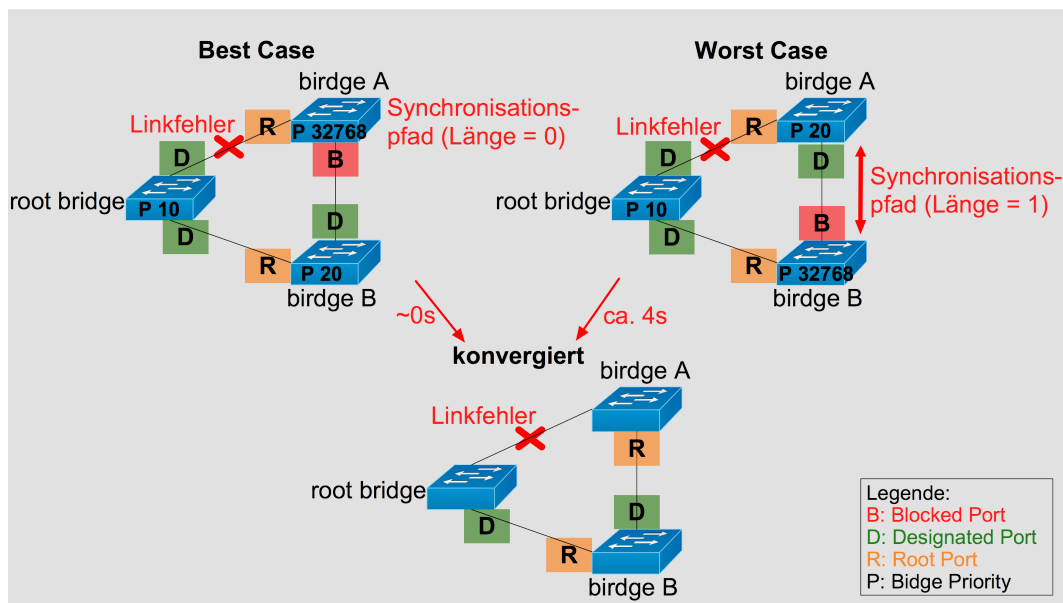 Best Case
birdge A
Linkfehler
R
P 32768
Synchronisations-
pfad (Länge = 0)
D
B
root bridge
P 10
D
D
R
P 20
birdge B
Worst Case
birdge A
Linkfehler
R
P 20
D
D
root bridge
P 10
Synchronisations-
pfad (Länge = 1)
D
B
R
P 32768
birdge B
~0s
ca. 4s
konvergiert
birdge A
Linkfehler
R
root bridge
D
D
R
birdge B
Legende:
B: Blocked Port
D: Designated Port
R: Root Port
P: Bidge Priority